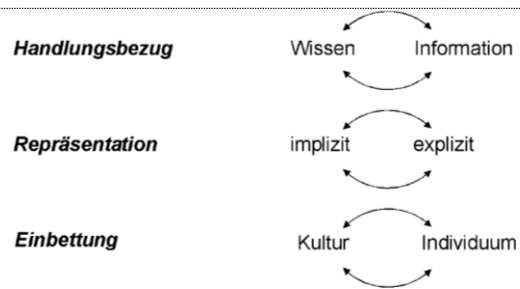 Handlungsbezug Wissen Information
Repräsentation implizit explizit
Einbettung Kultur Individuum